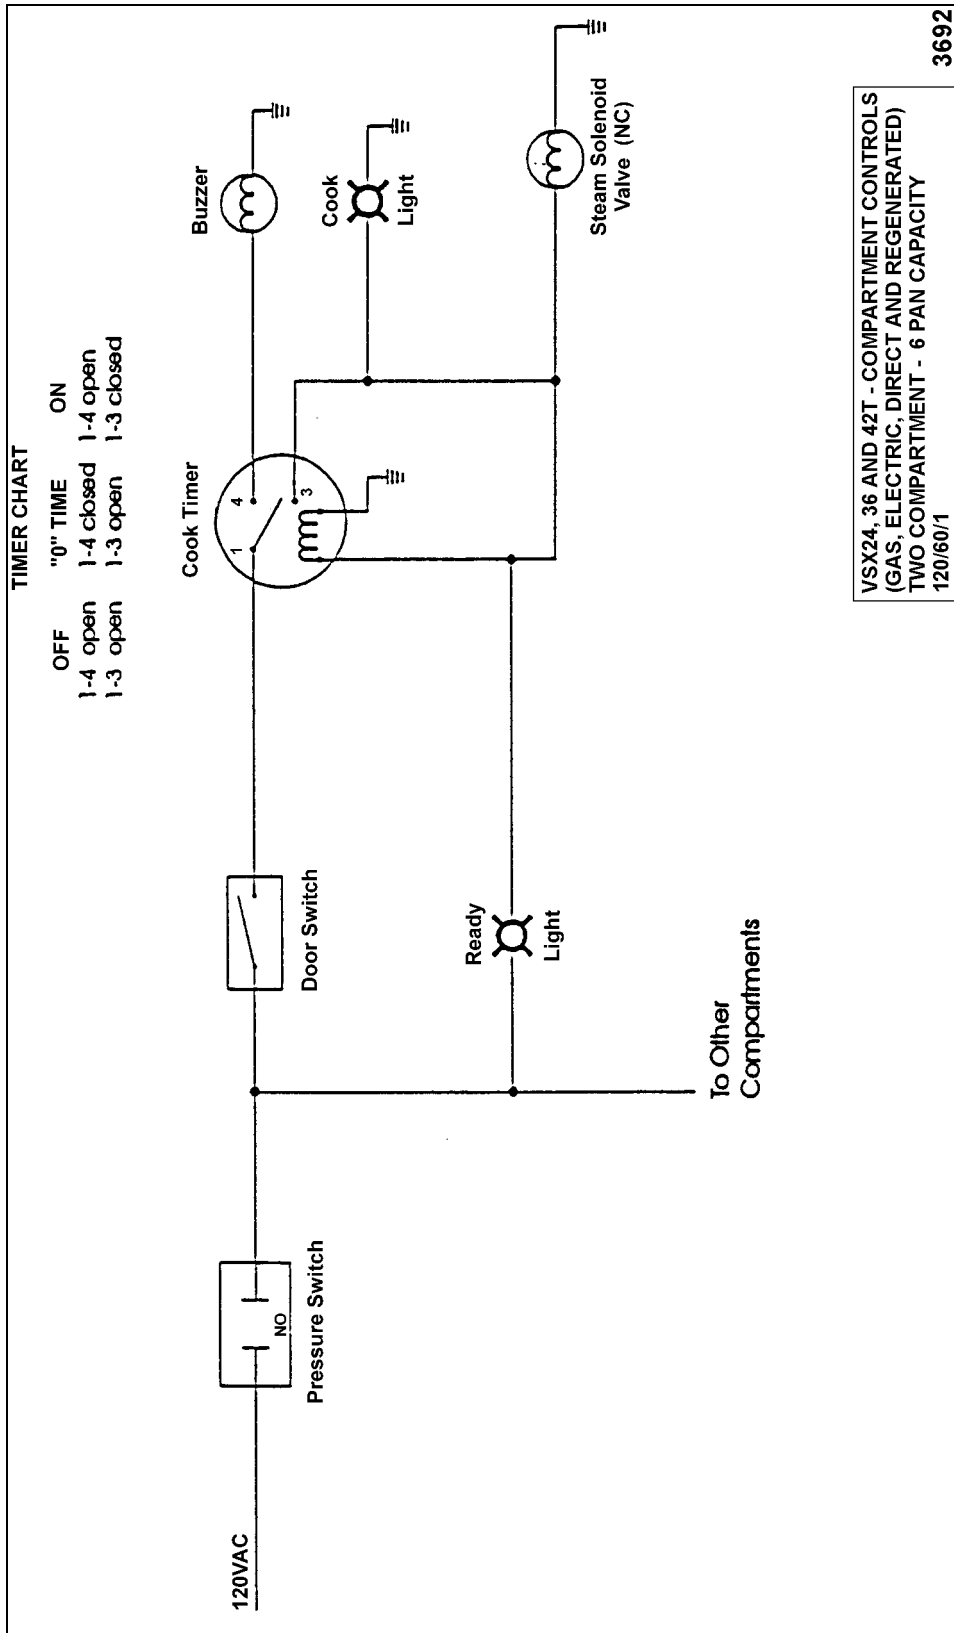 TIMER CHART
OFF "0" TIME ON
1-4 open 1-4 closed 1-4 open
1-3 open 1-3 open 1-3 closed
Buzzer
Cook Timer
1
4
3
Cook
Light
Steam Solenoid
Valve (NC)
Door Switch
Ready
Light
Pressure Switch
NO
120VAC
To Other
Compartments
VSX24, 36 AND 42T - COMPARTMENT CONTROLS
(GAS, ELECTRIC, DIRECT AND REGENERATED)
TWO COMPARTMENT - 6 PAN CAPACITY
120/60/1
3692